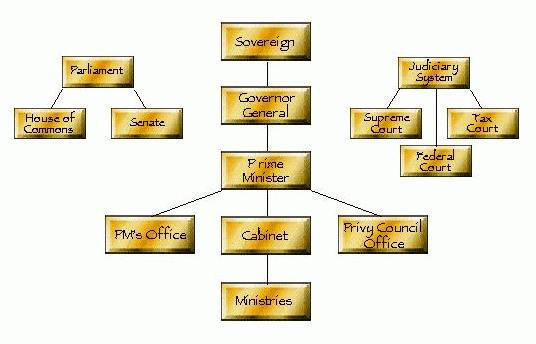 Sovereign
Parliament
Judiciary
System
House of
Commons
Senate
Governor
General
Supreme
Court
Tax
Court
Federal
Court
Prime
Minister
PM's Office
Cabinet
Privy Council
Office
Ministries